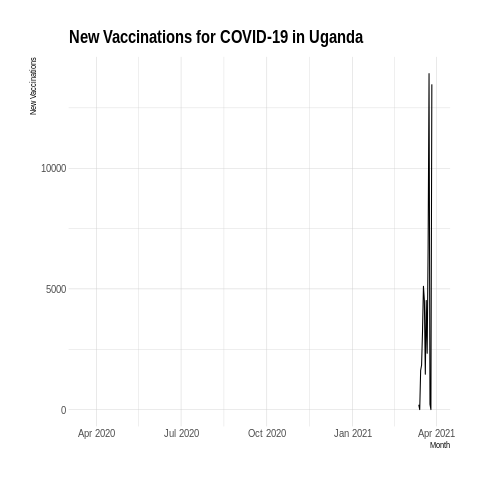 New Vaccinations for COVID-19 in Uganda
New Vaccinations
10000
5000
0
Apr 2020
Jul 2020
Oct 2020
Jan 2021
Apr 2021
Month